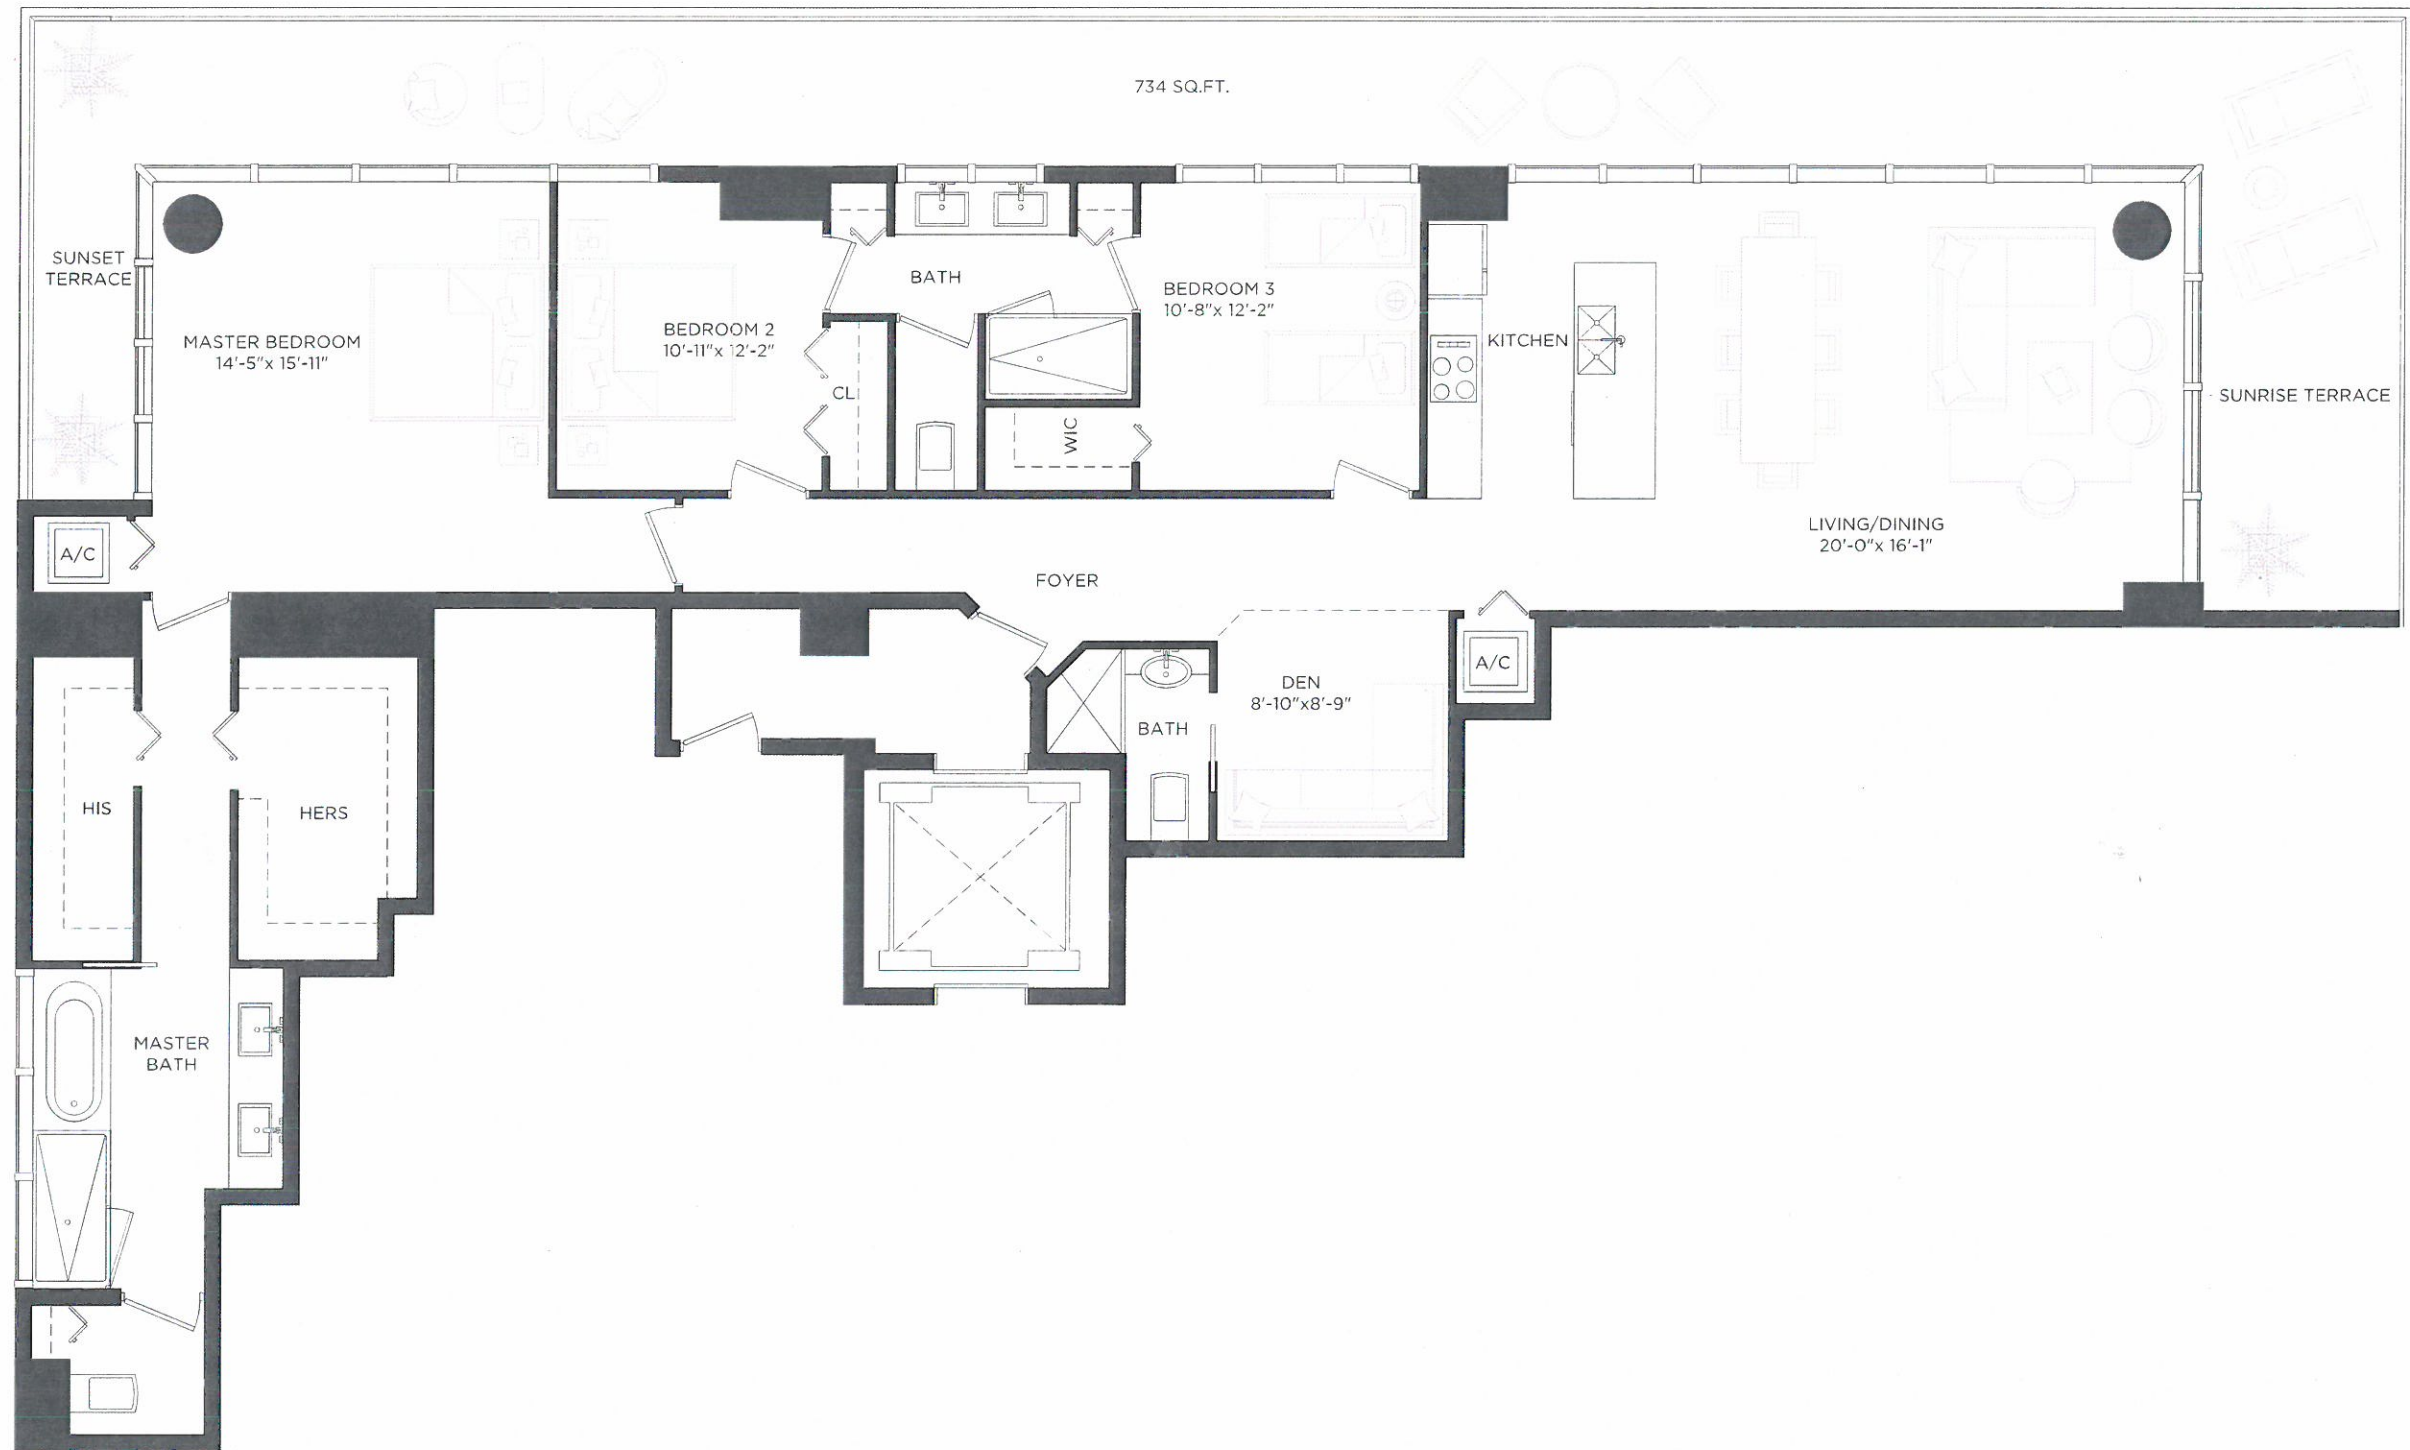 734 SQ.FT.
SUNSET
TERRACE
MASTER BEDROOM
14'-5"x 15'-11"
BEDROOM 2
10'-11"x 12'-2"
CL
BATH
WIC
BEDROOM 3
10'-8"x 12'-2"
KITCHEN
LIVING/DINING
20'-0"x 16'-1"
SUNRISE TERRACE
A/C
FOYER
DEN
8'-10"x8'-9"
A/C
BATH
HIS
HERS
MASTER
BATH